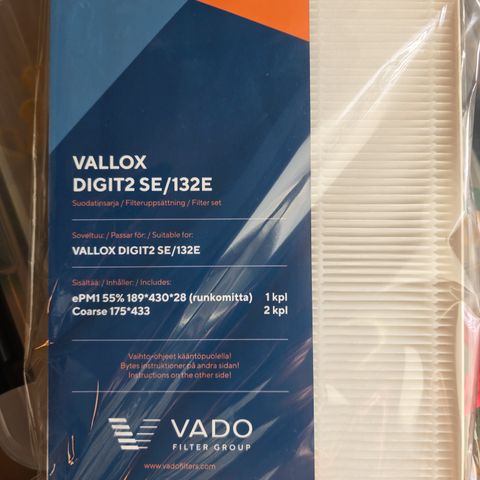 VALLOX
DIGIT2 SE/132E
Suodatinsarja / Filteruppsättning / Filter set
Soveltuu: / Passar för: / Suitable for:
VALLOX DIGIT2 SE/132E
Sisältää: / Inhåller: / Includes:
ePM1 55% 189*430*28 (runkomitta) 1 kpl
Coarse 175*433 2 kpl
Vaihto-ohjeet kääntöpuolella!
Bytes instruktioner på andra sidan!
Instructions on the other side!
VADO
FILTER GROUP
www.vadofilters.com